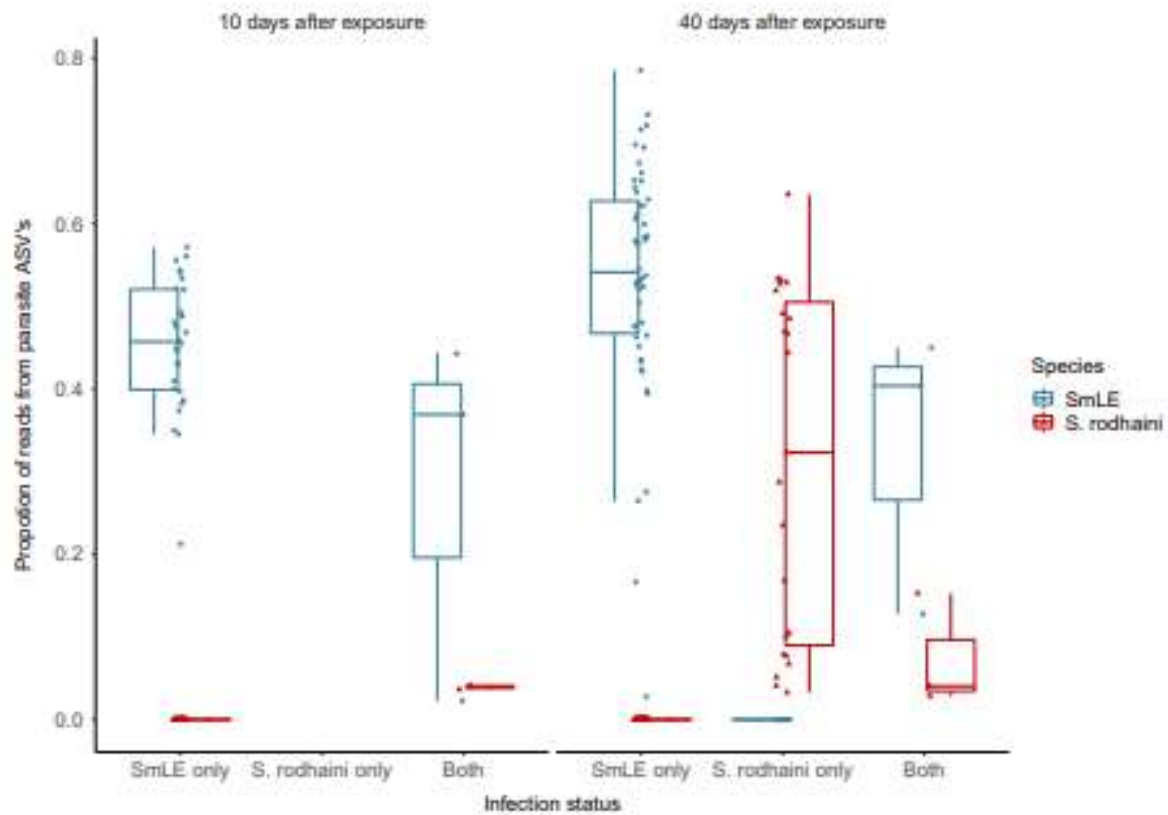 10 days after exposure
40 days after exposure
0.8
0.6
0.4
0.2
0.0
Propotion of reads from parasite ASV's
SmLE only
S. rodhaini only
Both
SmLE only
S. rodhaini only
Both
Infection status
Species
SmLE
S. rodhaini